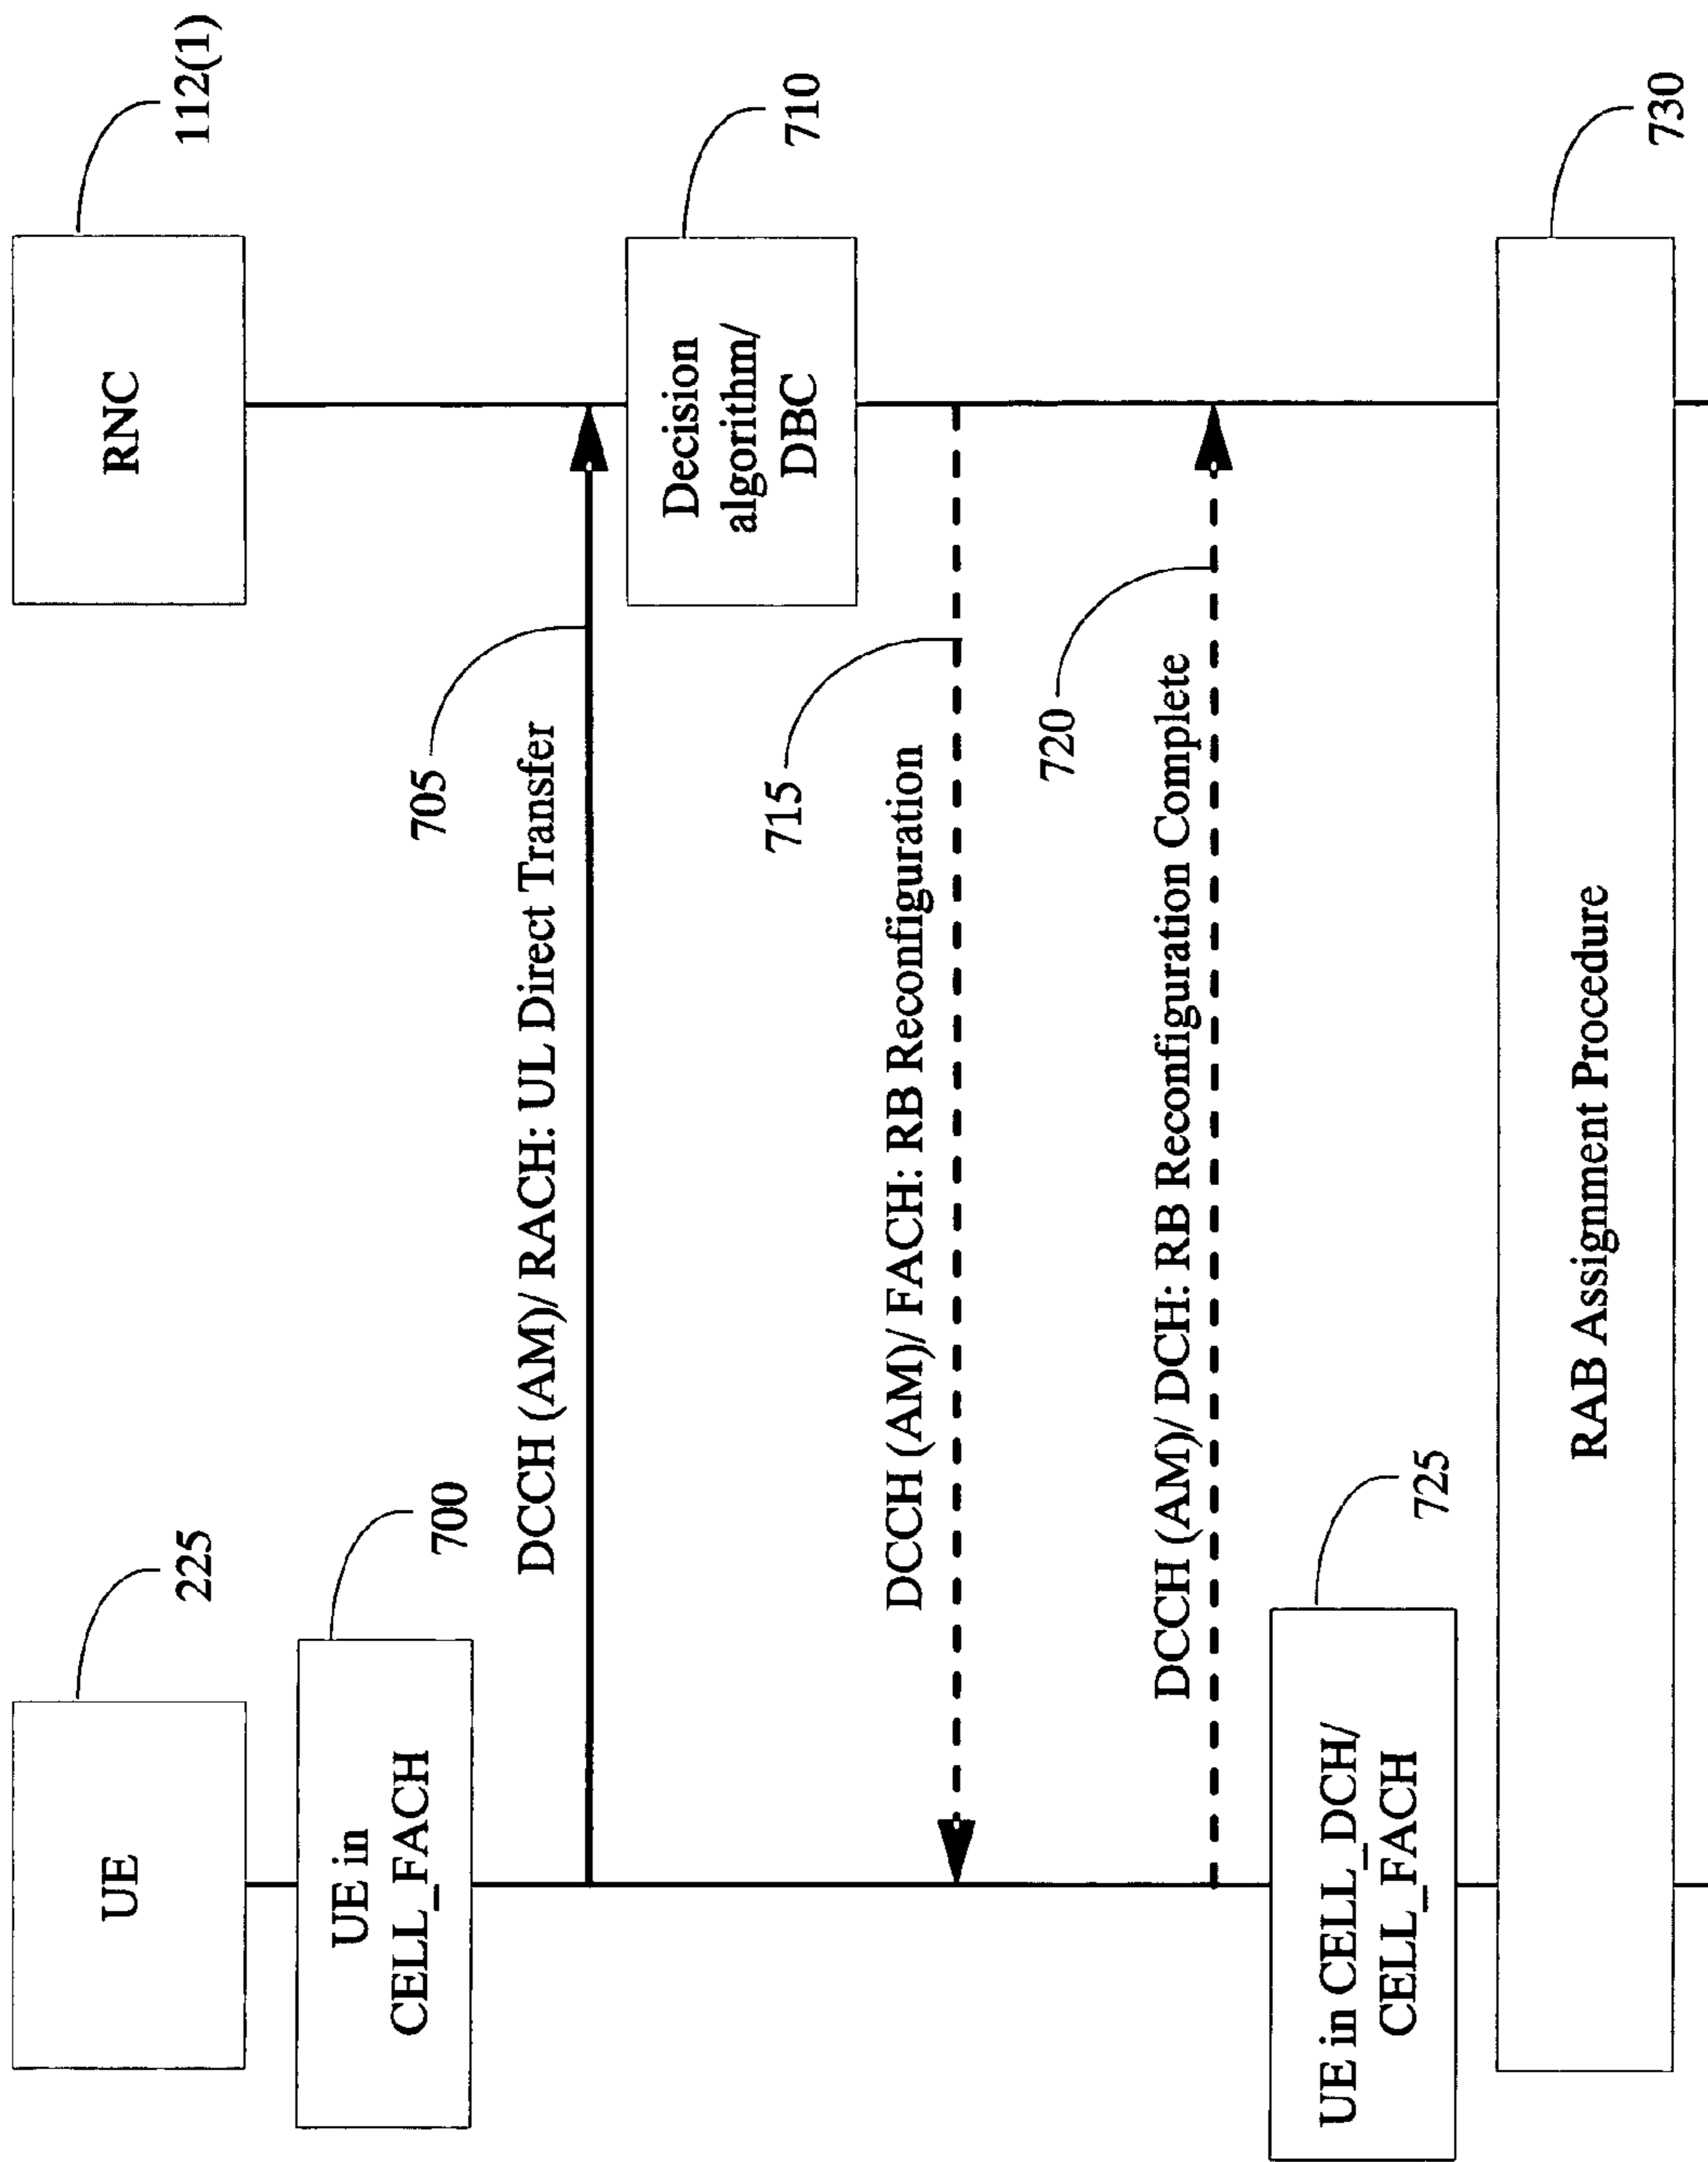 UE
225
RNC
112(1)
UE in
CELL_FACH
700
705
DCCH (AM)/ RACH: UL Direct Transfer
Decision
algorithm/
DBC
710
715
DCCH (AM)/ FACH: RB Reconfiguration
720
DCCH (AM)/ DCH: RB Reconfiguration Complete
UE in CELL_DCH/
CELL_FACH
725
RAB Assignment Procedure
730